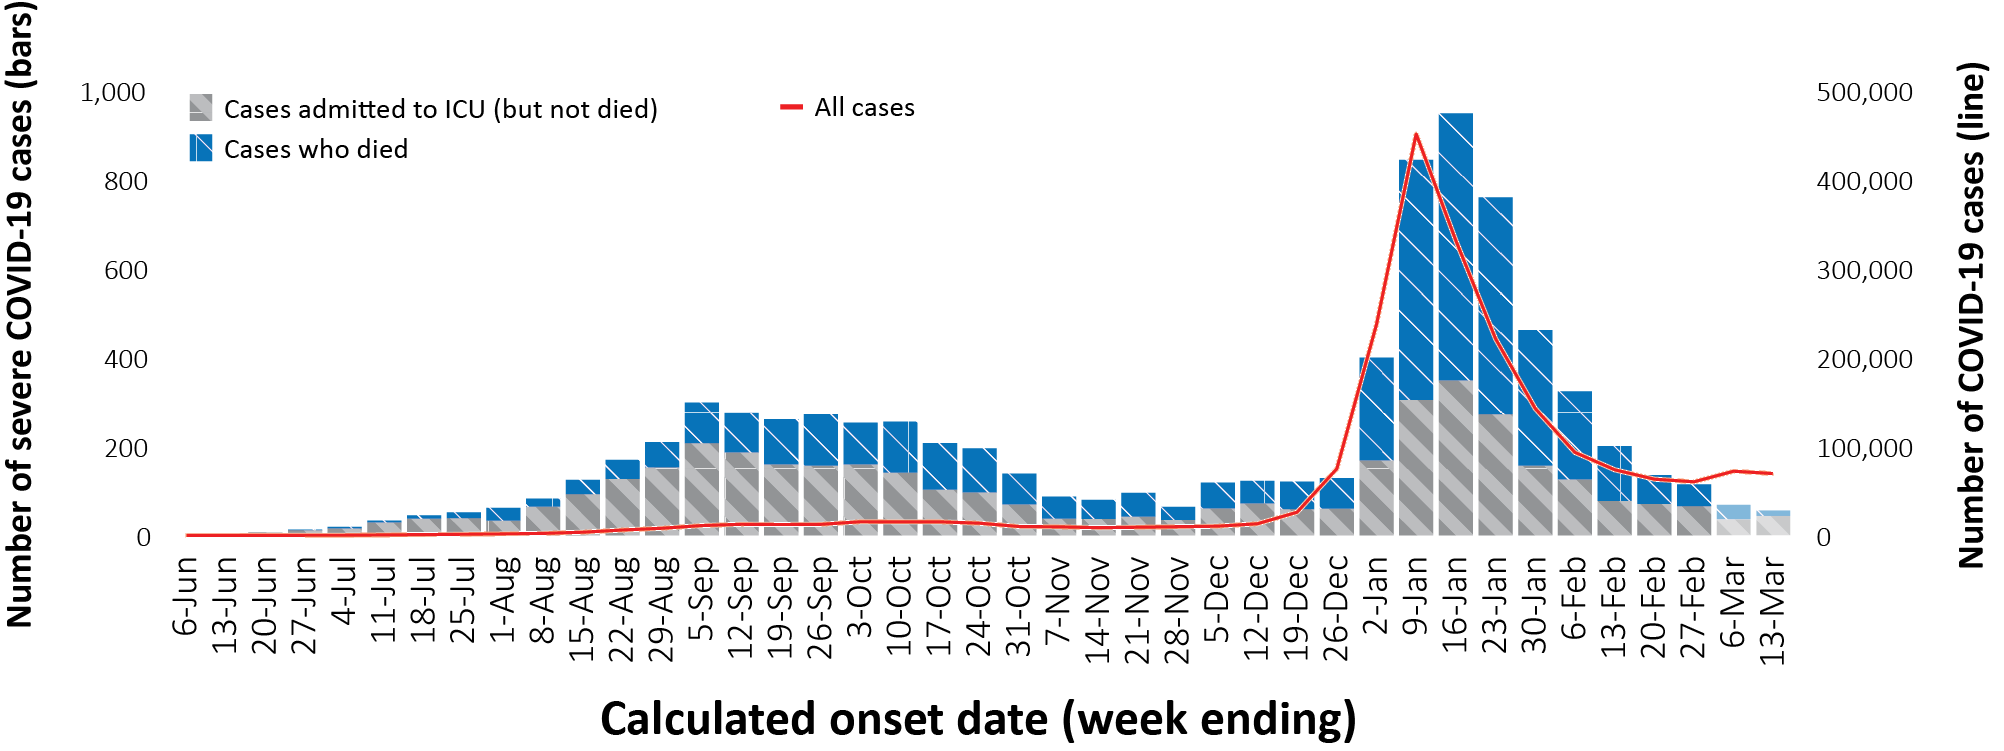 Number of severe COVID-19 cases (bars)
1,000
800
600
400
200
0
Cases admitted to ICU (but not died)
Cases who died
All cases
500,000
400,000
300,000
200,000
100,000
0
Number of COVID-19 cases (line)
6-Jun
13-Jun
20-Jun
27-Jun
4-Jul
11-Jul
18-Jul
25-Jul
1-Aug
8-Aug
15-Aug
22-Aug
29-Aug
5-Sep
12-Sep
19-Sep
26-Sep
3-Oct
10-Oct
17-Oct
24-Oct
31-Oct
7-Nov
14-Nov
21-Nov
28-Nov
5-Dec
12-Dec
19-Dec
26-Dec
2-Jan
9-Jan
16-Jan
23-Jan
30-Jan
6-Feb
13-Feb
20-Feb
27-Feb
6-Mar
13-Mar
Calculated onset date (week ending)